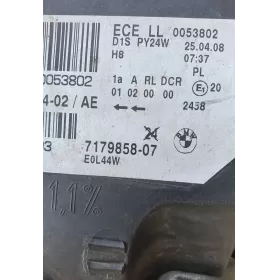 ECE LL 0053802
D1S PY24W 25.04.08
H8 07:37
PL
1a A RL DCR
01 02 00 00
E1 20
2438
0053802
4-02/AE
7179858-07
E0L44W
1,1%